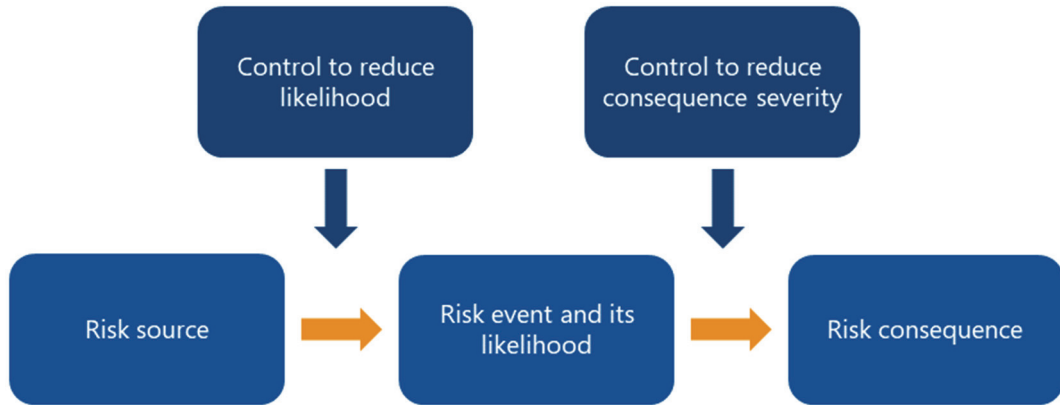 Control to reduce
likelihood
Control to reduce
consequence severity
Risk source
Risk event and its
likelihood
Risk consequence